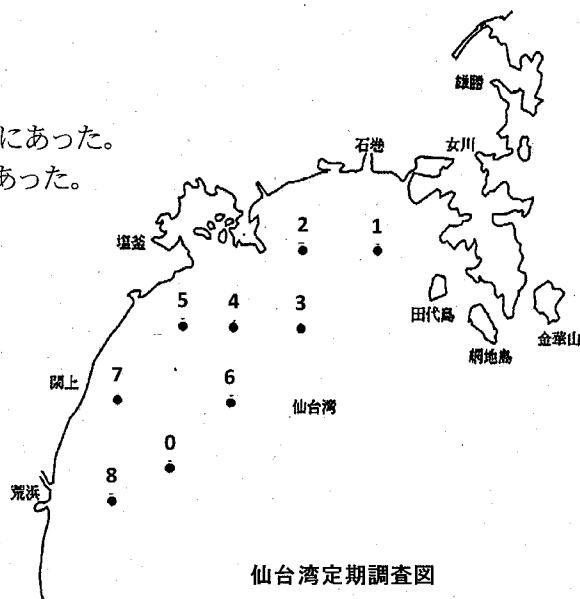 にあった。
あった。
雄勝
石巻
女川
塩釜
2
1
5
4
3
田代島
金華山
網地島
閖上
7
6
仙台湾
0
8
荒浜
仙台湾定期調査図